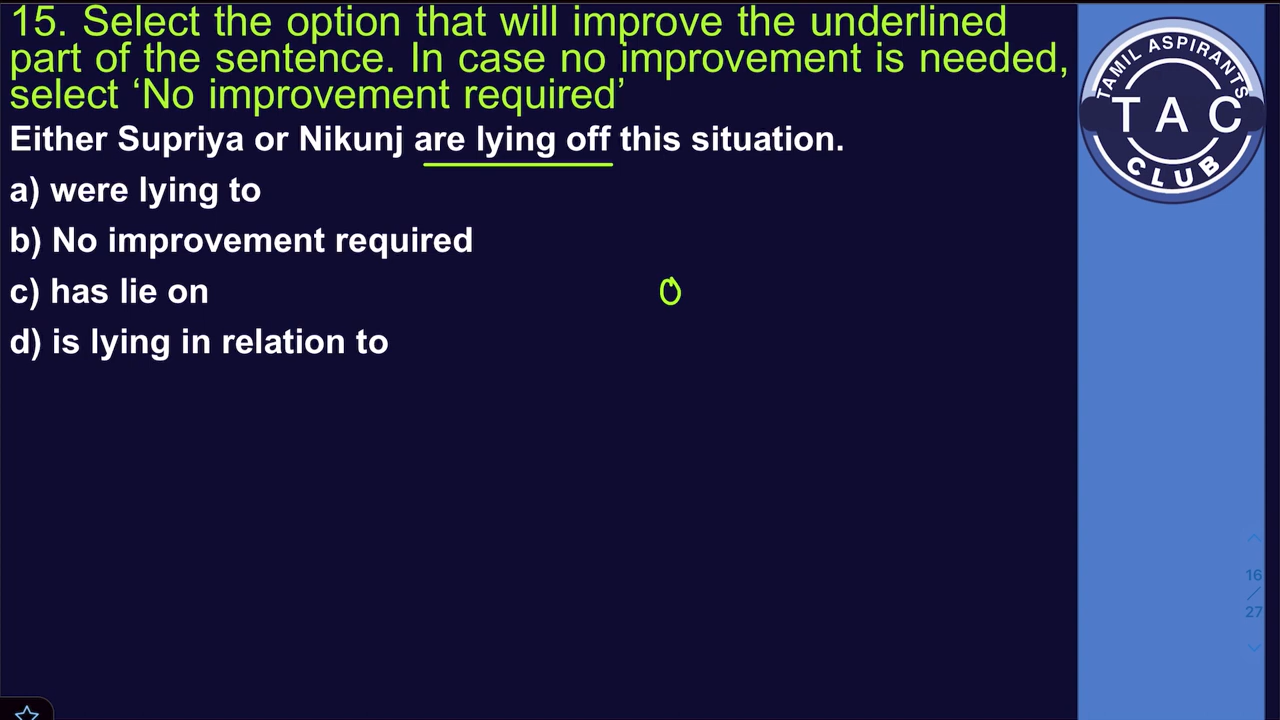 15. Select the option that will improve the underlined
part of the sentence. In case no improvement is needed,
select ‘No improvement required’
Either Supriya or Nikunj are lying off this situation.
a) were lying to
b) No improvement required
c) has lie on
d) is lying in relation to
TAMIL ASPIRANTS
TAC
CLUB
16
/
27